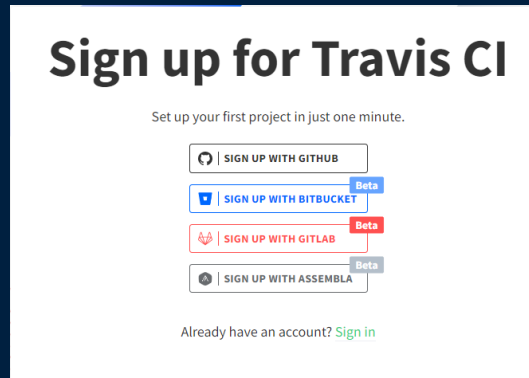 Sign up for Travis CI
Set up your first project in just one minute.
SIGN UP WITH GITHUB
Beta
SIGN UP WITH BITBUCKET
Beta
SIGN UP WITH GITLAB
Beta
SIGN UP WITH ASSEMBLA
Already have an account? Sign in